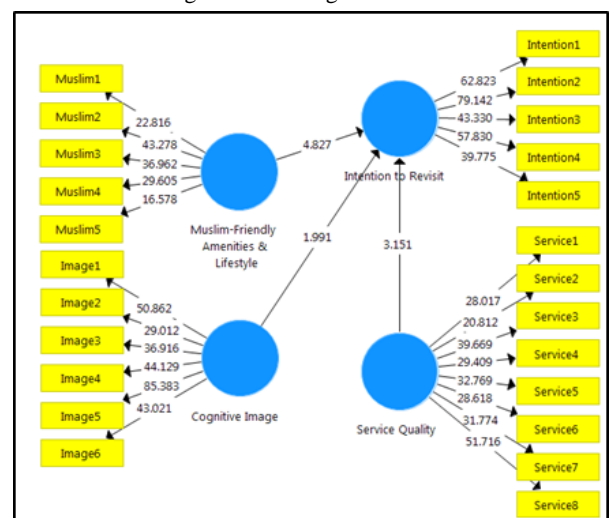 Muslim1
Muslim2
Muslim3
Muslim4
Muslim5
22.816
43.278
36.962
29.605
16.578
Muslim-Friendly
Amenities &
Lifestyle
4.827
Intention1
Intention2
Intention3
Intention4
Intention5
62.823
79.142
43.330
57.830
39.775
Intention to Revisit
1.991
3.151
Image1
Image2
Image3
Image4
Image5
Image6
50.862
29.012
36.916
44.129
85.383
43.021
Cognitive Image
Service1
Service2
Service3
Service4
Service5
Service6
Service7
Service8
28.017
20.812
39.669
29.409
32.769
28.618
31.774
51.716
Service Quality